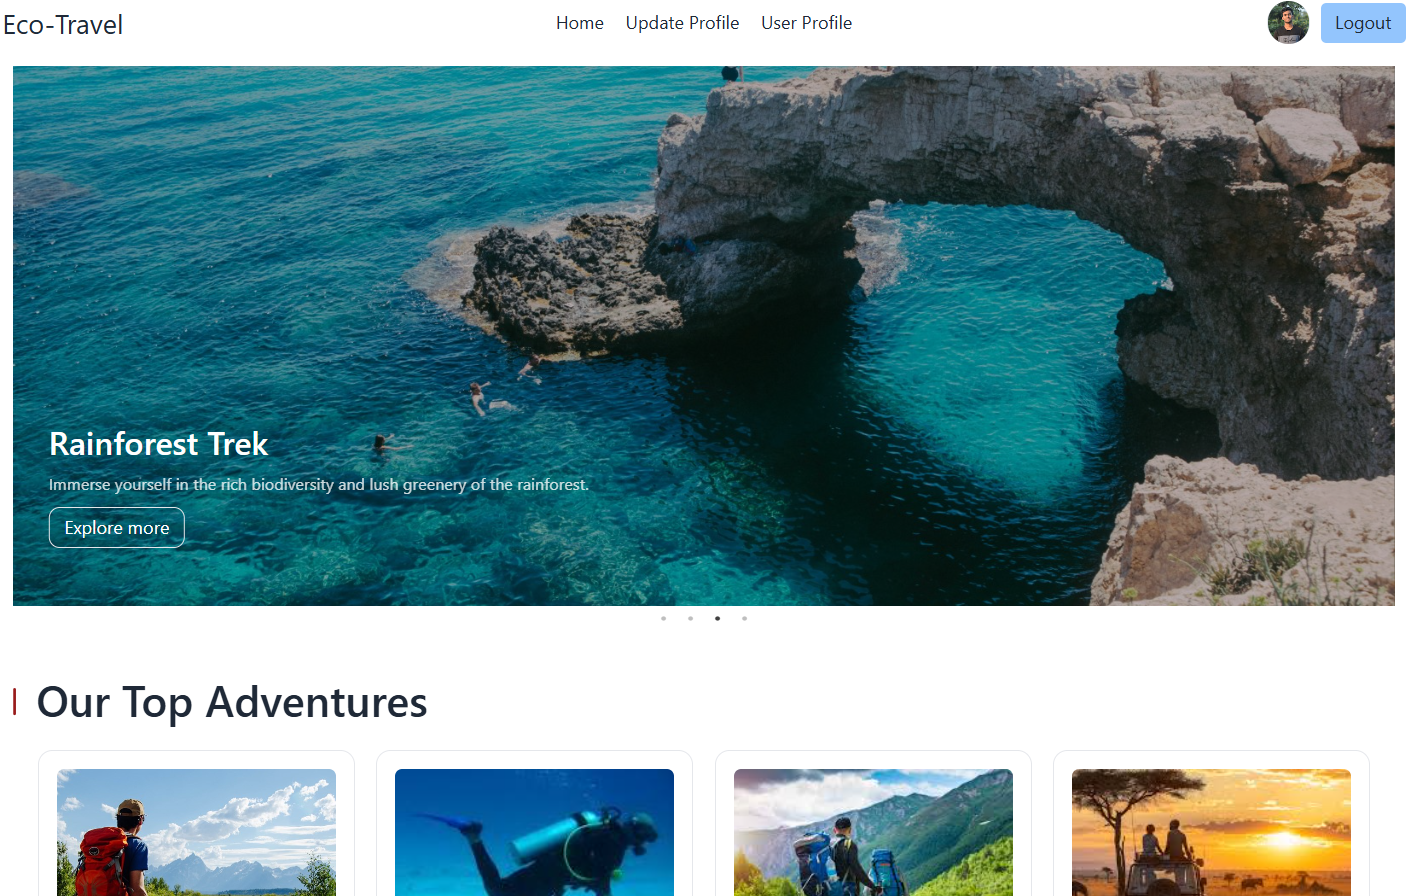 Eco-Travel
Home Update Profile User Profile
Logout
Rainforest Trek
Immerse yourself in the rich biodiversity and lush greenery of the rainforest.
Explore more
Our Top Adventures